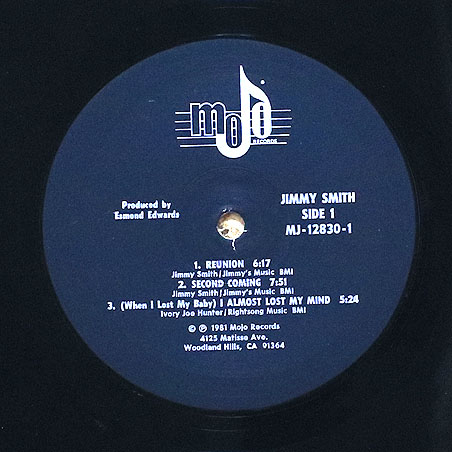 mojo
RECORDS
Produced by
Esmond Edwards
JIMMY SMITH
SIDE 1
MJ-12830-1
1. REUNION 6:17
Jimmy Smith/Jimmy's Music BMI
2. SECOND COMING 7:51
Jimmy Smith/Jimmy's Music BMI
3. (When I Lost My Baby) I ALMOST LOST MY MIND 5:24
Ivory Joe Hunter/Rightsong Music BMI
© ℗ 1981 Mojo Records
4125 Matisse Ave.
Woodland Hills, CA 91364